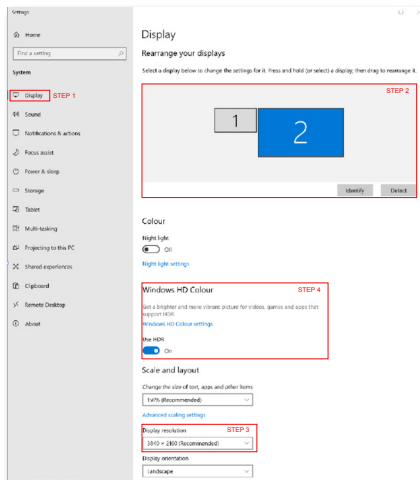 Settings
Home
Find a setting
System
Display STEP 1
Sound
Notifications & actions
Focus assist
Power & sleep
Storage
Tablet
Multi-tasking
Projecting to this PC
Shared experiences
Clipboard
Remote Desktop
About
Display
Rearrange your displays
Select a display below to change the settings for it. Press and hold (or select) a display, then drag to rearrange it.
STEP 2
1
2
Identify Detect
Colour
Night light
Off
Night light settings
Windows HD Colour STEP 4
Get a brighter and more vibrant picture for videos, games and apps that
support HDR.
Windows HD Colour settings
Use HDR
On
Scale and layout
Change the size of text, apps and other items
(Recommended)
Advanced scaling settings
Display resolution STEP 3
3840 × 2160 (Recommended)
Display orientation
Landscape